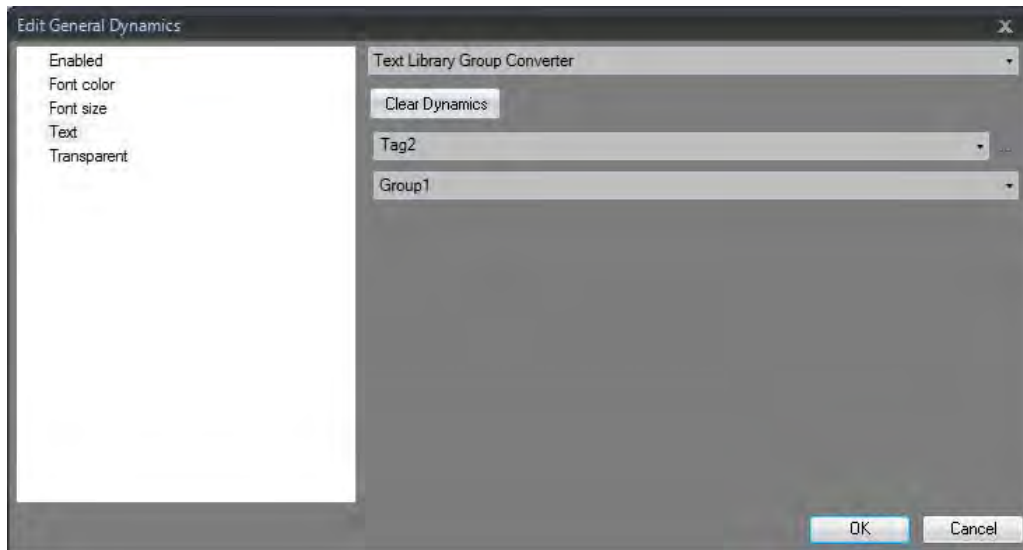 Edit General Dynamics
x
Enabled
Font color
Font size
Text
Transparent
Text Library Group Converter
Clear Dynamics
Tag2
...
Group1
OK
Cancel